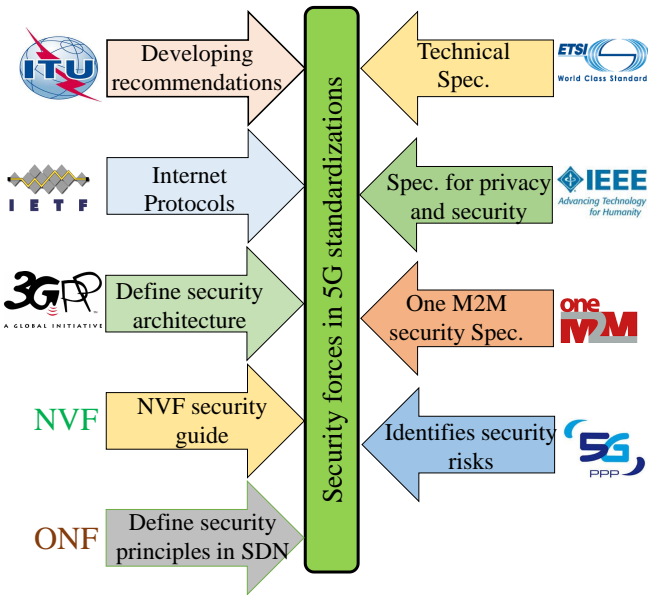 ITU
Developing
recommendations
IETF
Internet
Protocols
3GPP
A GLOBAL INITIATIVE
Define security
architecture
NVF
NVF security
guide
ONF
Define security
principles in SDN
Security forces in 5G standardizations
Technical
Spec.
ETSI
World Class Standard
Spec. for privacy
and security
IEEE
Advancing Technology
for Humanity
One M2M
security Spec.
one
M2M
Identifies security
risks
5G
PPP